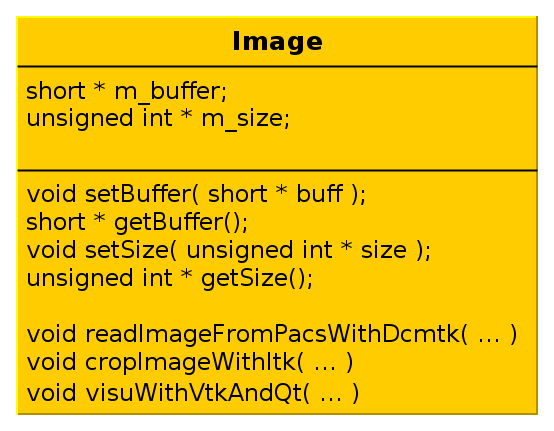 Image
short * m_buffer;
unsigned int * m_size;
void setBuffer( short * buff );
short * getBuffer();
void setSize( unsigned int * size );
unsigned int * getSize();
void readImageFromPacsWithDcmtk( ... )
void cropImageWithItk( ... )
void visuWithVtkAndQt( ... )